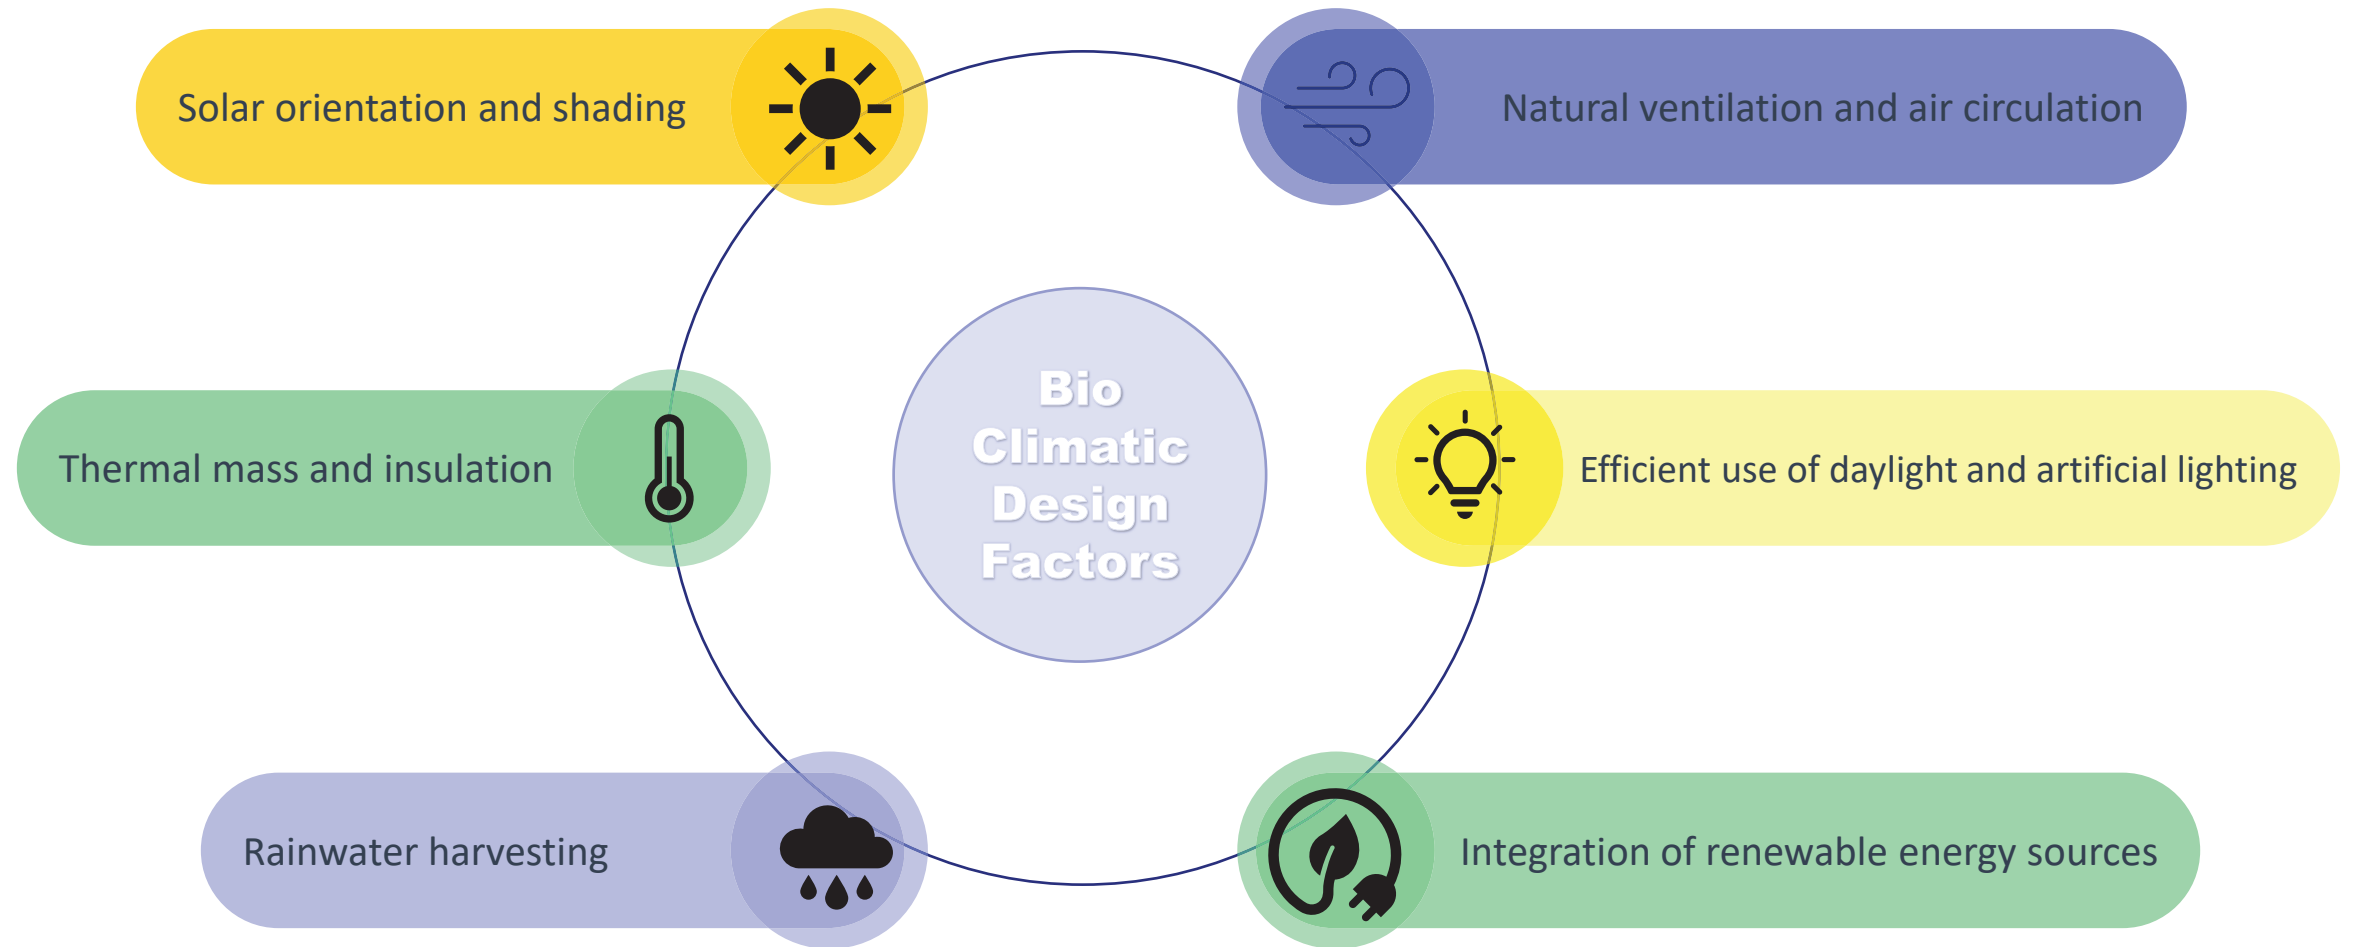 Solar orientation and shading
Natural ventilation and air circulation
Bio
Climatic
Design
Factors
Thermal mass and insulation
Efficient use of daylight and artificial lighting
Rainwater harvesting
Integration of renewable energy sources